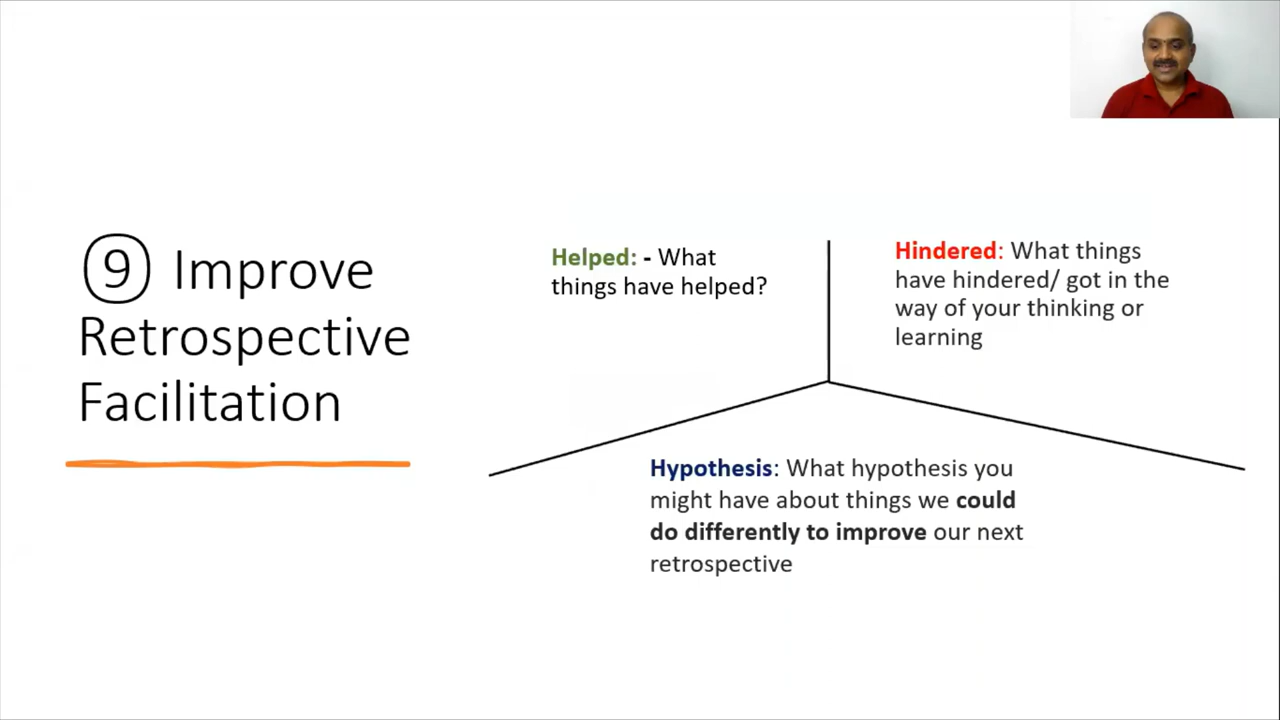 9 Improve
Retrospective
Facilitation
Helped: - What
things have helped?
Hindered: What things
have hindered/ got in the
way of your thinking or
learning
Hypothesis: What hypothesis you
might have about things we could
do differently to improve our next
retrospective